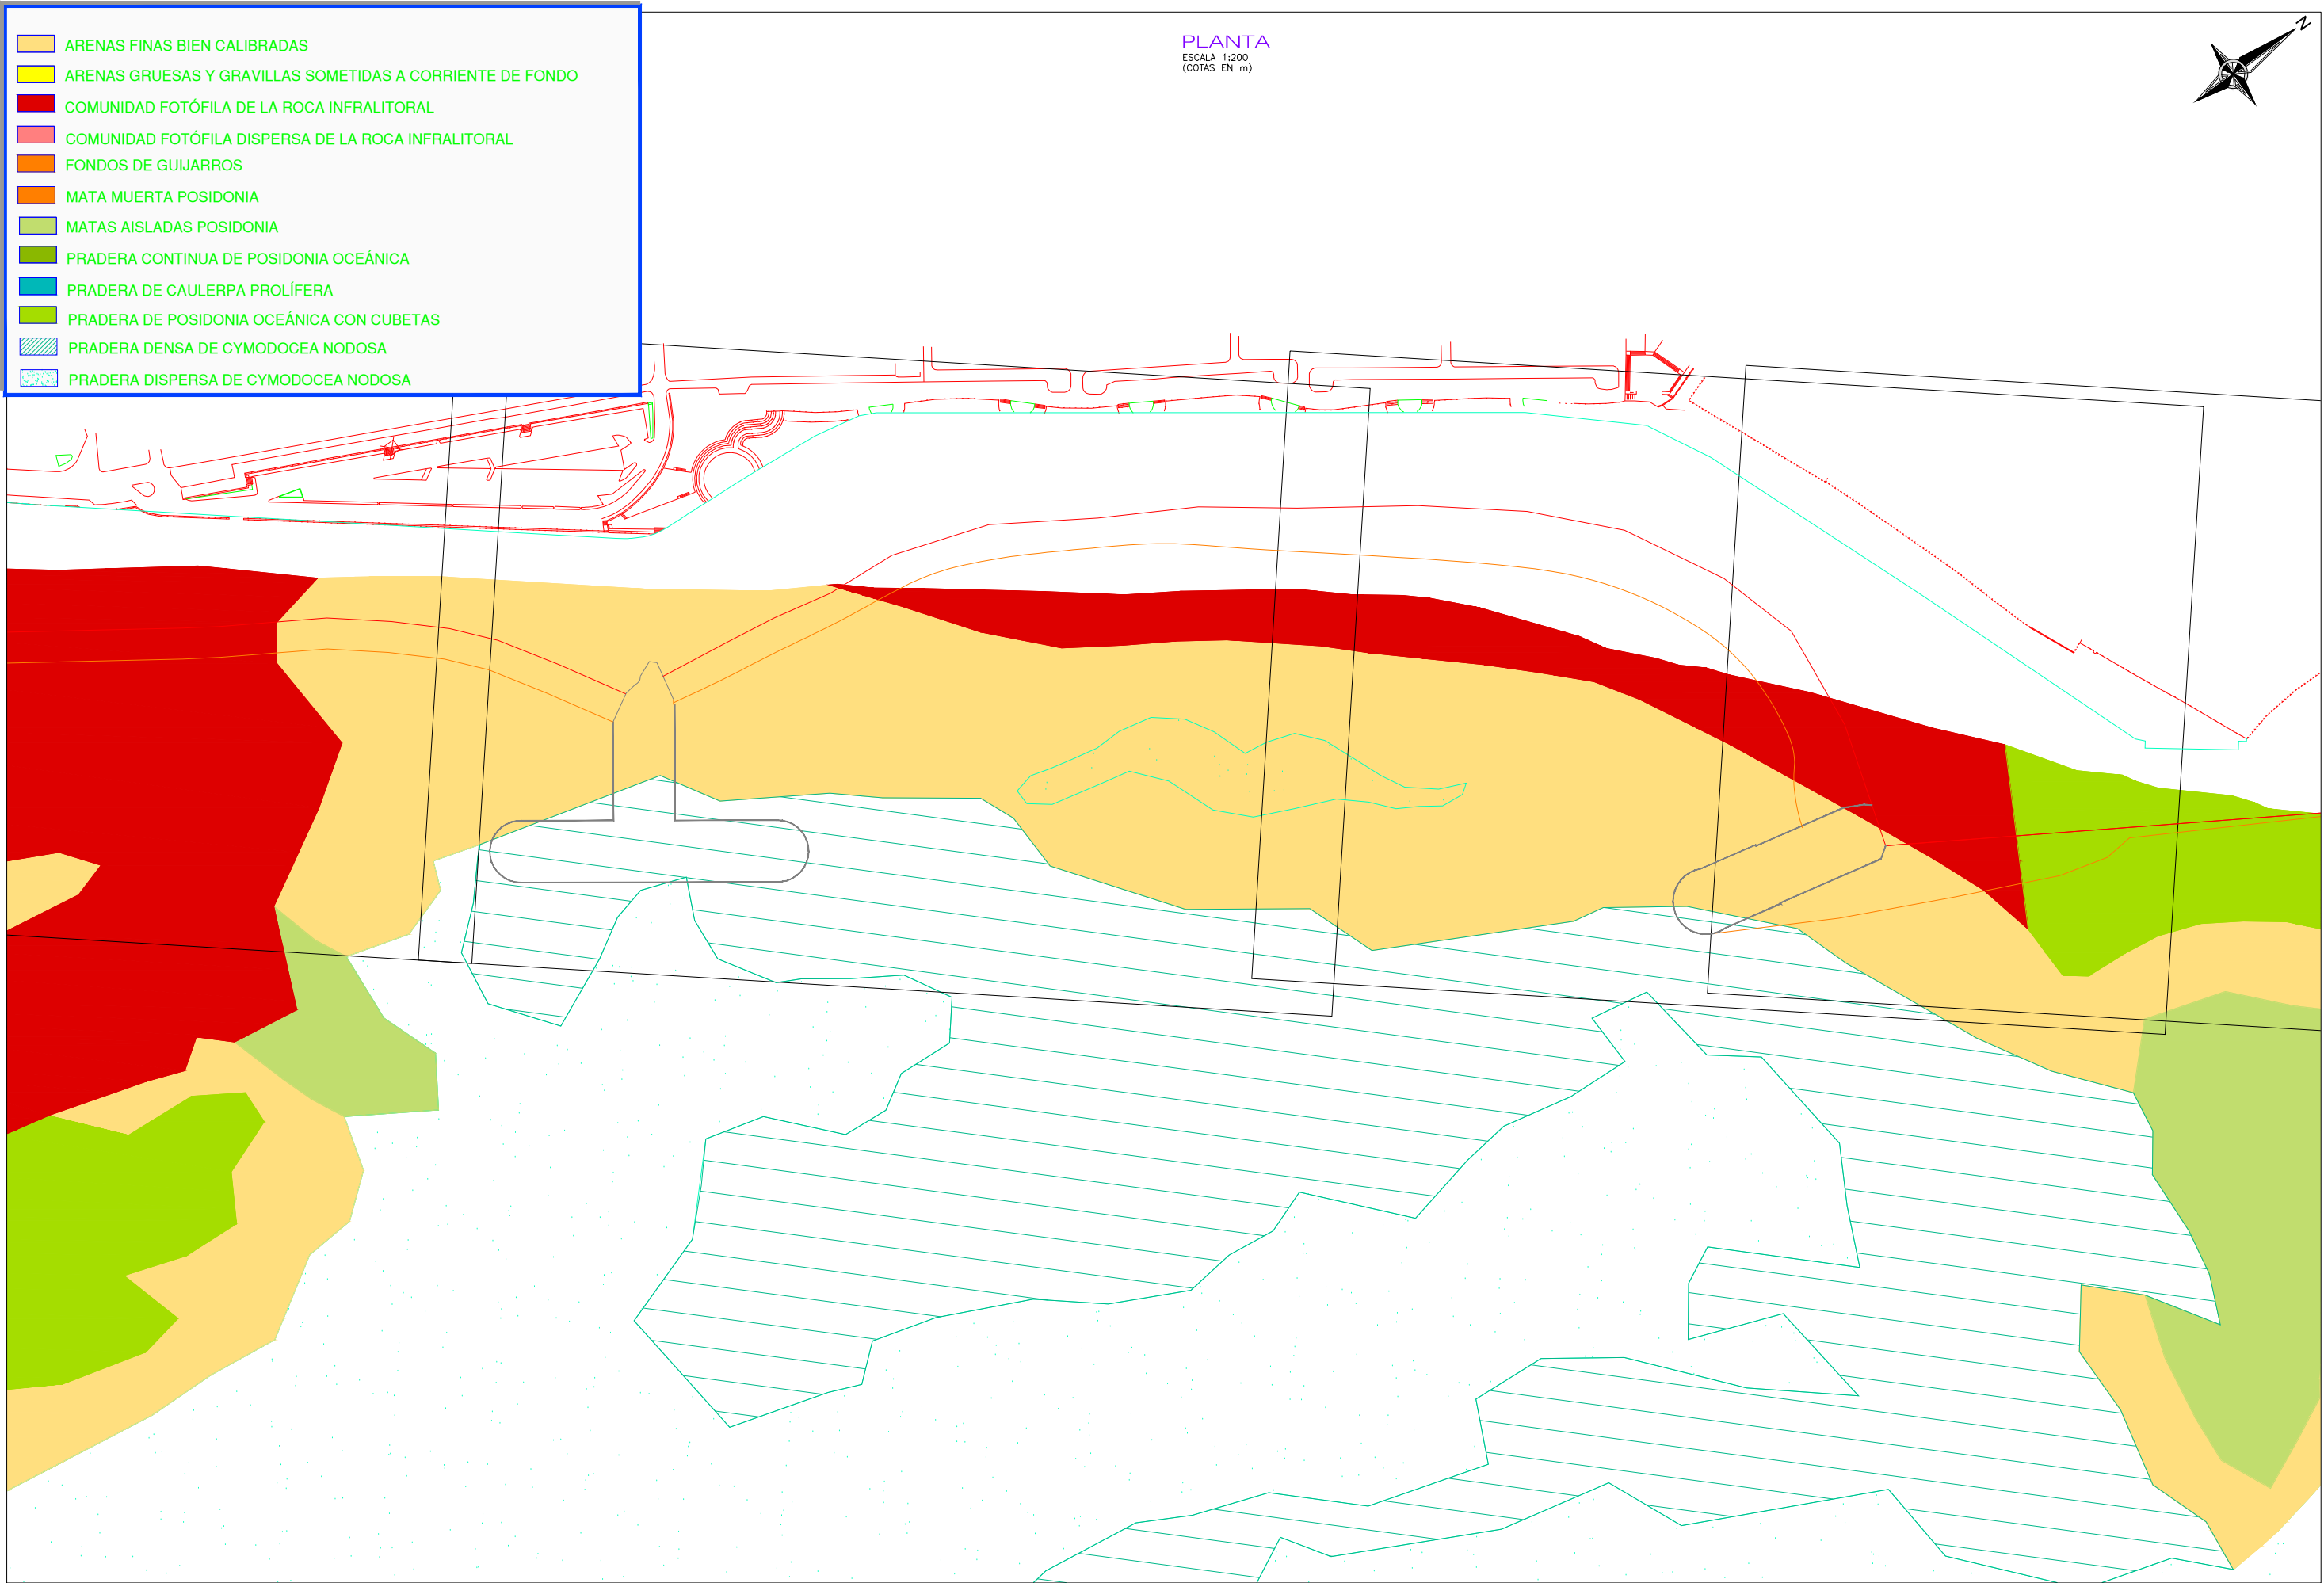 ARENAS FINAS BIEN CALIBRADAS
ARENAS GRUESAS Y GRAVILLAS SOMETIDAS A CORRIENTE DE FONDO
COMUNIDAD FOTÓFILA DE LA ROCA INFRALITORAL
COMUNIDAD FOTÓFILA DISPERSA DE LA ROCA INFRALITORAL
FONDOS DE GUIJARROS
MATA MUERTA POSIDONIA
MATAS AISLADAS POSIDONIA
PRADERA CONTINUA DE POSIDONIA OCEÁNICA
PRADERA DE CAULERPA PROLÍFERA
PRADERA DE POSIDONIA OCEÁNICA CON CUBETAS
PRADERA DENSA DE CYMODOCEA NODOSA
PRADERA DISPERSA DE CYMODOCEA NODOSA
PLANTA
ESCALA 1:200
(COTAS EN m)
N